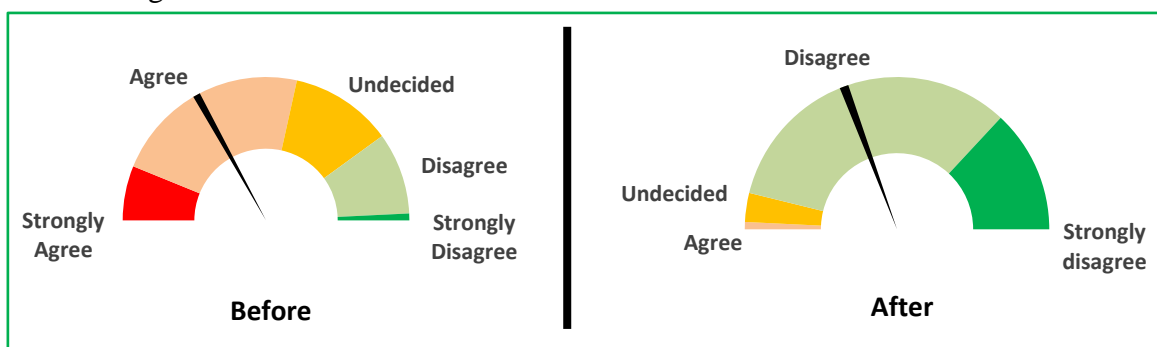 Agree
Undecided
Disagree
Strongly
Agree
Strongly
Disagree
Before
Disagree
Undecided
Agree
Strongly
disagree
After